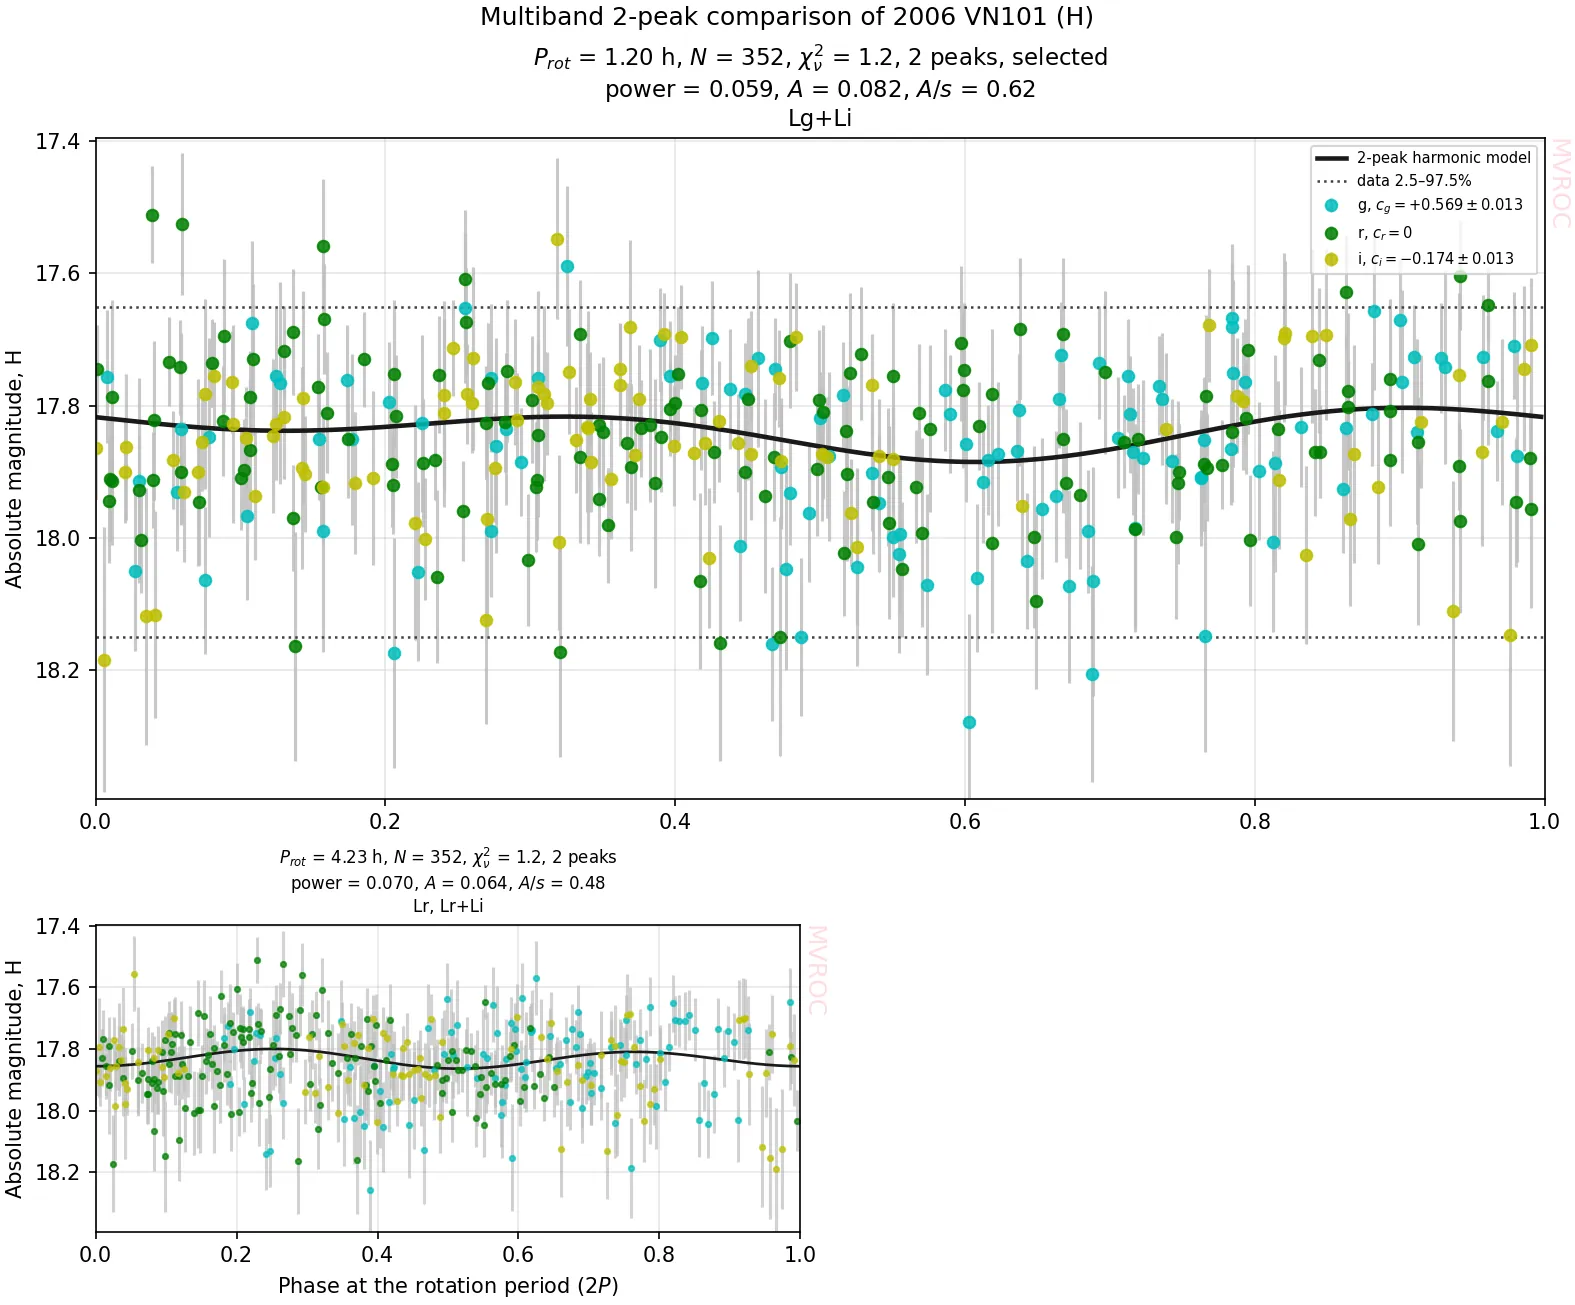 Multiband 2-peak comparison of 2006 VN101 (H)
P_rot = 1.20 h, N = 352, χ²_ν = 1.2, 2 peaks, selected
power = 0.059, A = 0.082, A/s = 0.62
Lg+Li
17.4
17.6
17.8
18.0
18.2
Absolute magnitude, H
2-peak harmonic model
data 2.5–97.5%
g, c_g = +0.569 ± 0.013
r, c_r = 0
i, c_i = −0.174 ± 0.013
MVROC
0.0 0.2 0.4 0.6 0.8 1.0
P_rot = 4.23 h, N = 352, χ²_ν = 1.2, 2 peaks
power = 0.070, A = 0.064, A/s = 0.48
Lr, Lr+Li
17.4
17.6
17.8
18.0
18.2
Absolute magnitude, H
MVROC
0.0 0.2 0.4 0.6 0.8 1.0
Phase at the rotation period (2P)